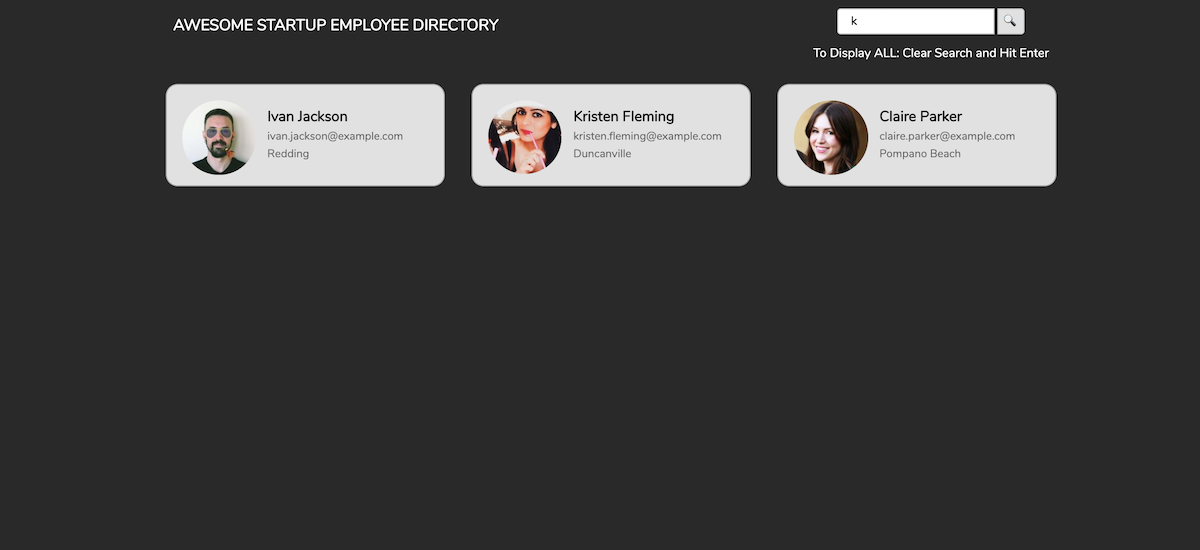 AWESOME STARTUP EMPLOYEE DIRECTORY
k
To Display ALL: Clear Search and Hit Enter
Ivan Jackson
ivan.jackson@example.com
Redding
Kristen Fleming
kristen.fleming@example.com
Duncanville
Claire Parker
claire.parker@example.com
Pompano Beach